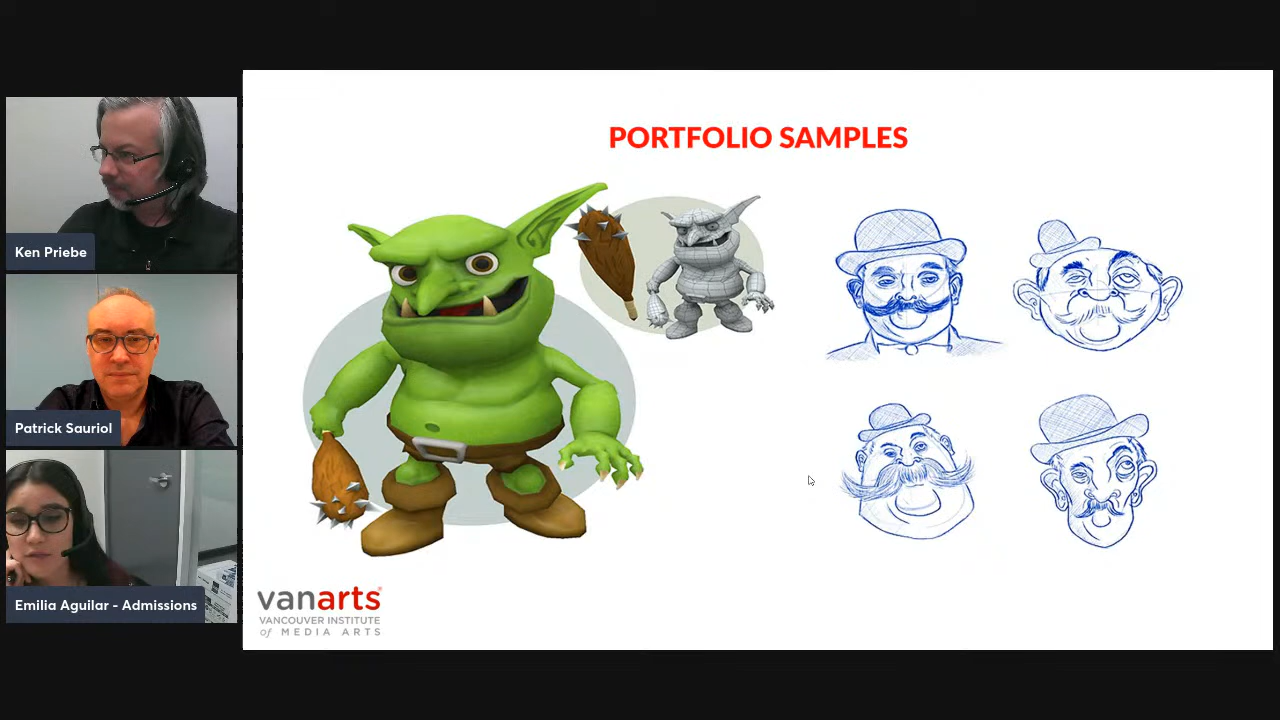 PORTFOLIO SAMPLES
Ken Priebe
Patrick Sauriol
Emilia Aguilar - Admissions
vanarts
VANCOUVER INSTITUTE
of MEDIA ARTS